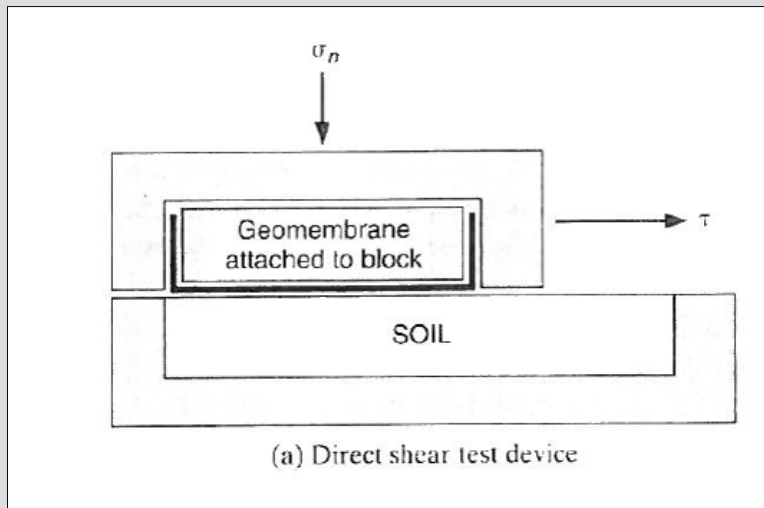 σn
Geomembrane
attached to block
τ
SOIL
(a) Direct shear test device